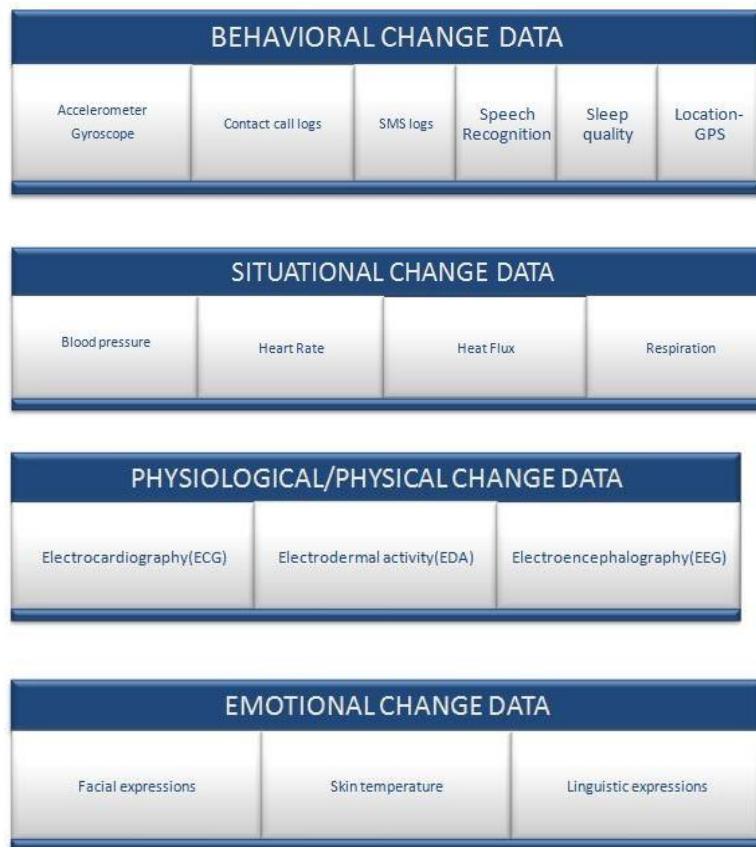 BEHAVIORAL CHANGE DATA
Accelerometer
Gyroscope
Contact call logs
SMS logs
Speech
Recognition
Sleep
quality
Location-
GPS
SITUATIONAL CHANGE DATA
Blood pressure
Heart Rate
Heat Flux
Respiration
PHYSIOLOGICAL/PHYSICAL CHANGE DATA
Electrocardiography(ECG)
Electrodermal activity(EDA)
Electroencephalography(EEG)
EMOTIONAL CHANGE DATA
Facial expressions
Skin temperature
Linguistic expressions